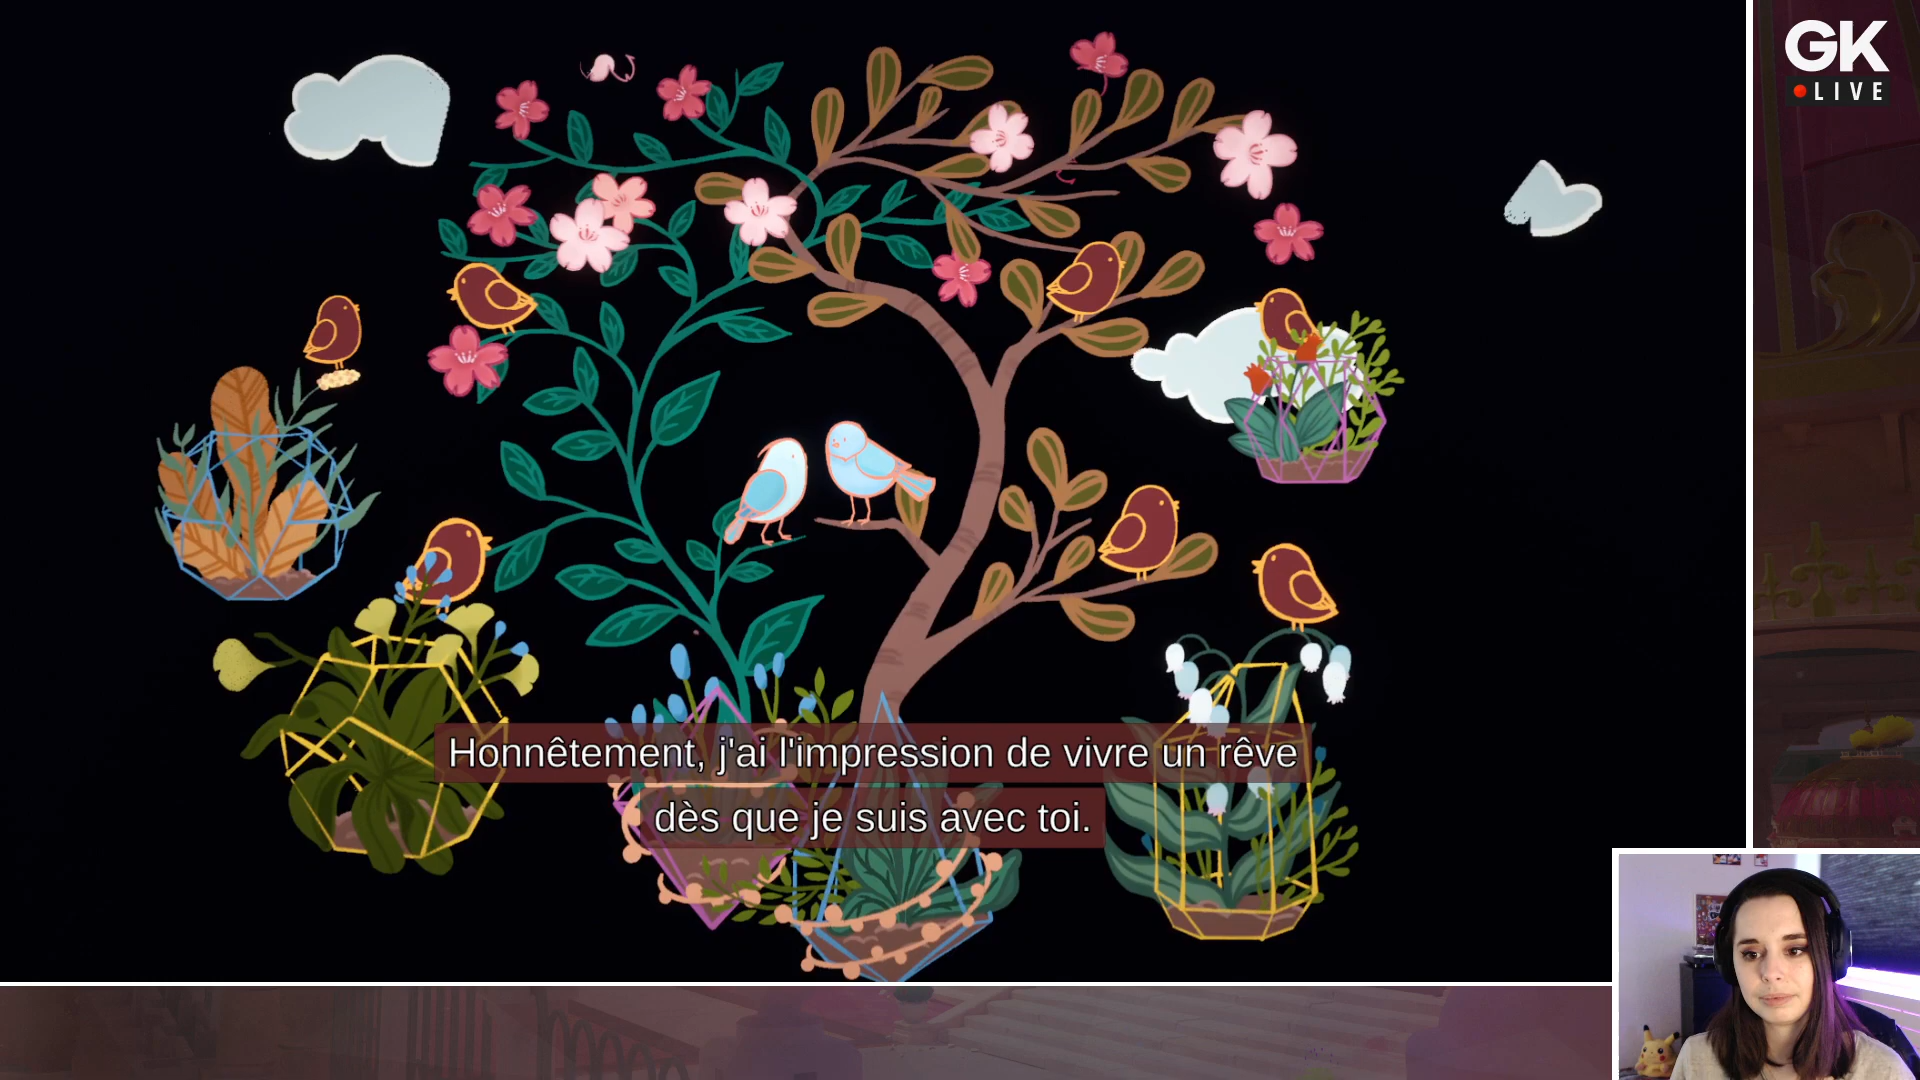 GK
LIVE
Honnêtement, j'ai l'impression de vivre un rêve
dès que je suis avec toi.